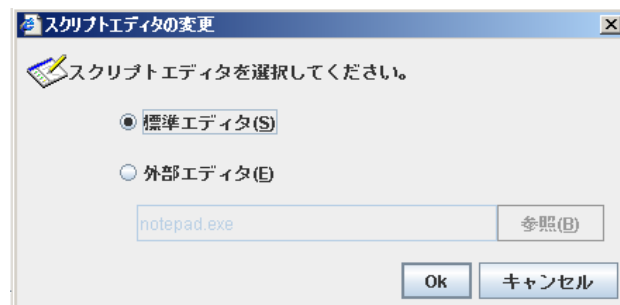 スクリプトエディタの変更
スクリプトエディタを選択してください。
標準エディタ(S)
外部エディタ(E)
notepad.exe 参照(B)
Ok キャンセル